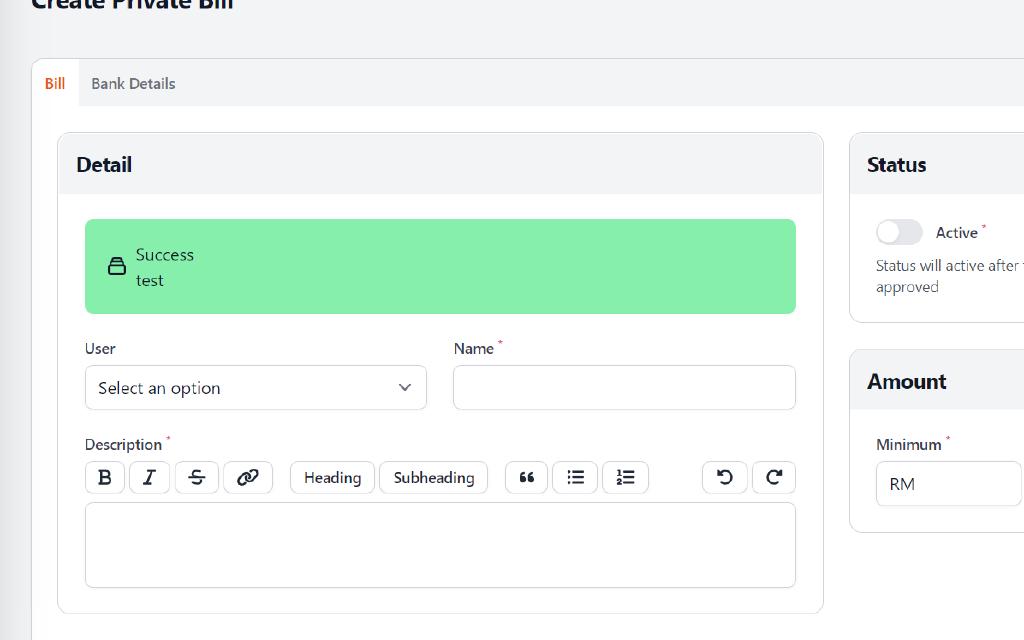 Create Private Bill
Bill
Bank Details
Detail
Success
test
User
Name *
Select an option
Description *
B I S Heading Subheading
Status
Active *
Status will active after
approved
Amount
Minimum *
RM